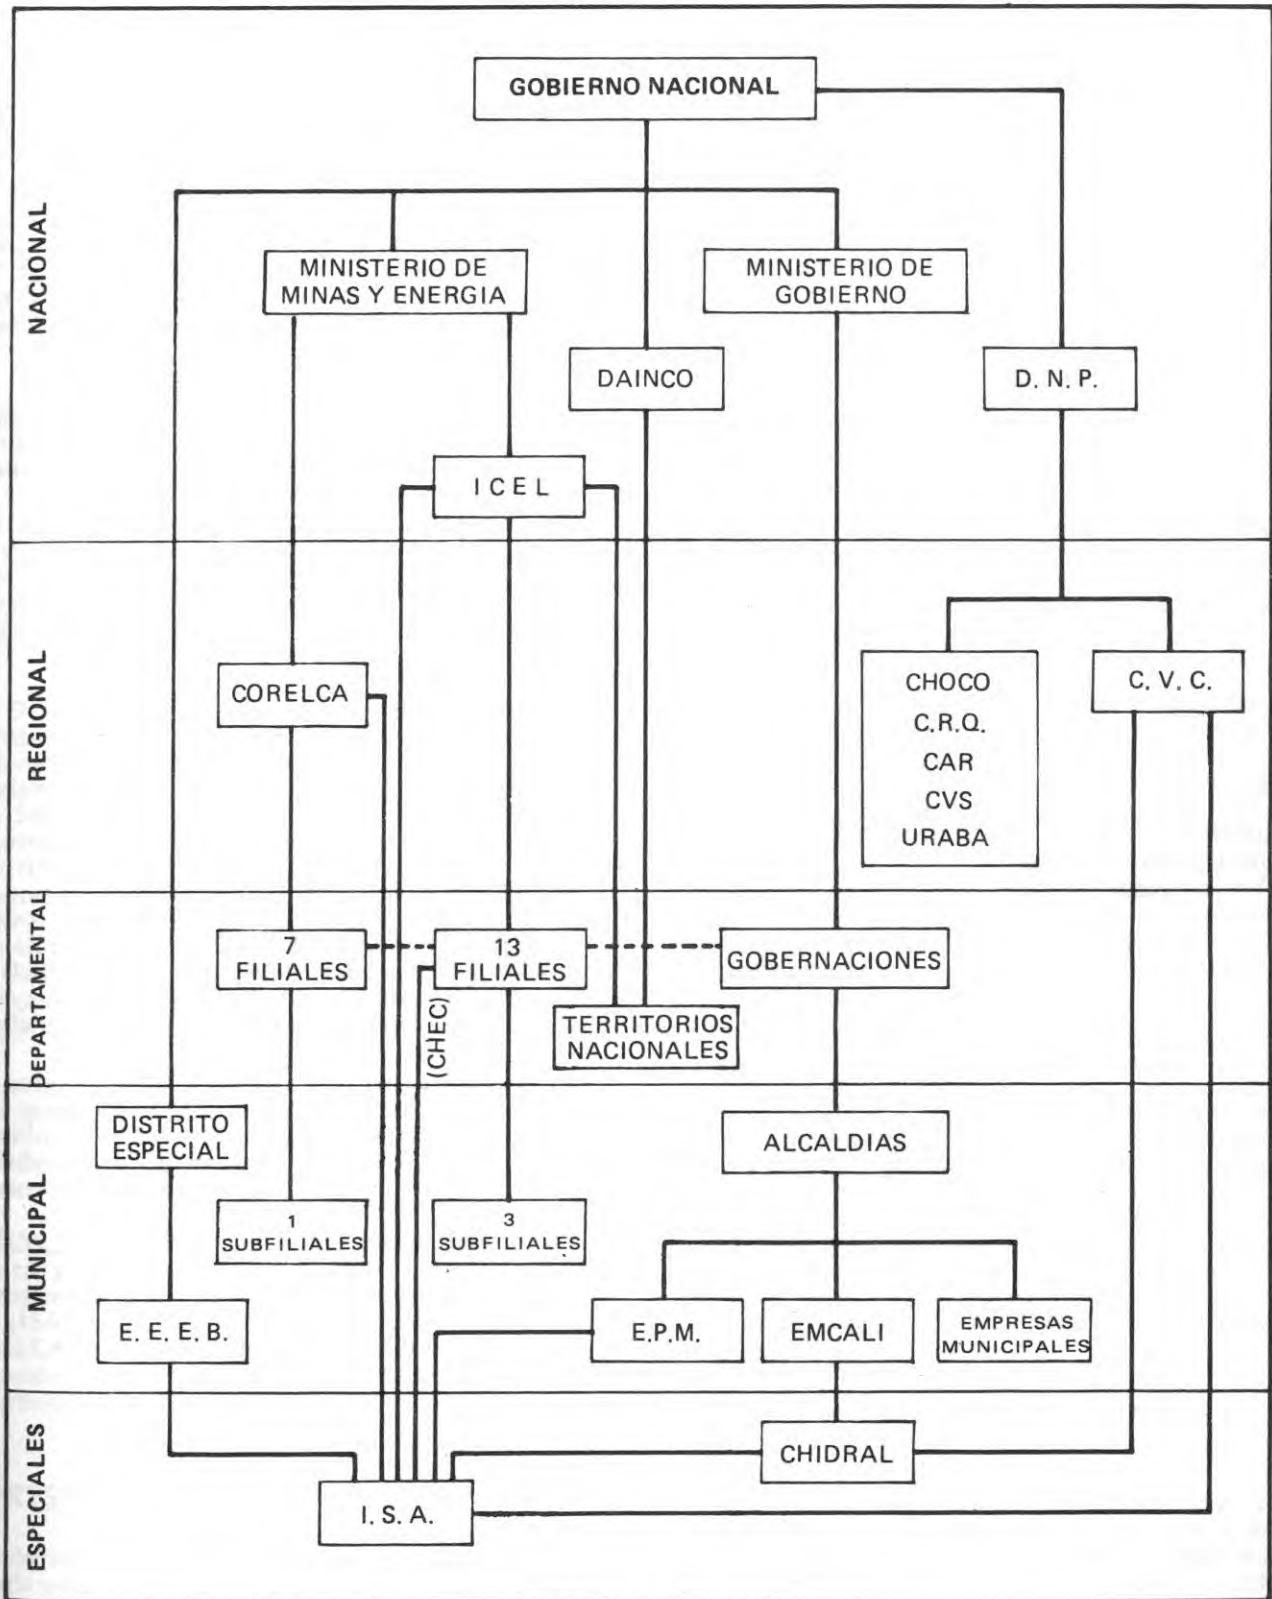 GOBIERNO NACIONAL
NACIONAL
MINISTERIO DE
MINAS Y ENERGIA
MINISTERIO DE
GOBIERNO
DAINCO
D. N. P.
I C E L
REGIONAL
CORELCA
CHOCO
C.R.Q.
CAR
CVS
URABA
C. V. C.
DEPARTAMENTAL
7
FILIALES
13
FILIALES
GOBERNACIONES
(CHEC)
TERRITORIOS
NACIONALES
MUNICIPAL
DISTRITO
ESPECIAL
ALCALDIAS
1
SUBFILIALES
3
SUBFILIALES
E. E. E. B.
E.P.M.
EMCALI
EMPRESAS
MUNICIPALES
ESPECIALES
CHIDRAL
I. S. A.